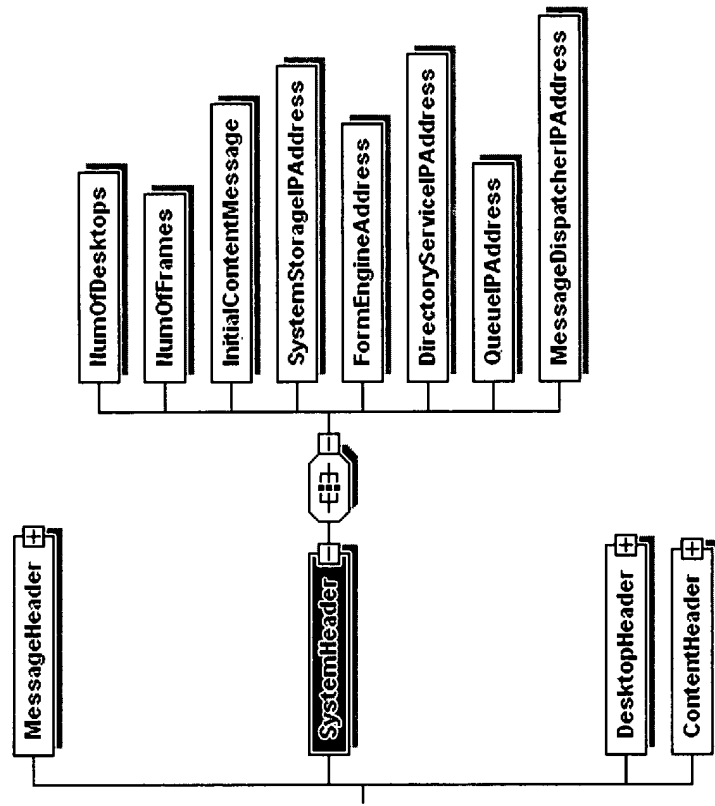 MessageHeader
SystemHeader
NumOfDesktops
NumOfFrames
InitialContentMessage
SystemStorageIPAddress
FormEngineAddress
DirectoryServiceIPAddress
QueueIPAddress
MessageDispatcherIPAddress
DesktopHeader
ContentHeader